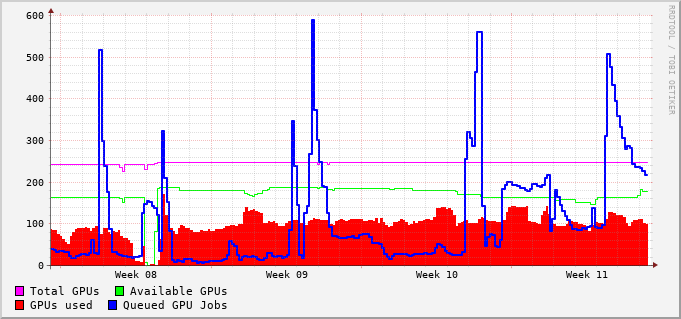 600
500
400
300
200
100
0
Week 08 Week 09 Week 10 Week 11
Total GPUs Available GPUs
GPUs used Queued GPU Jobs
RRDTOOL / TOBI OETIKER